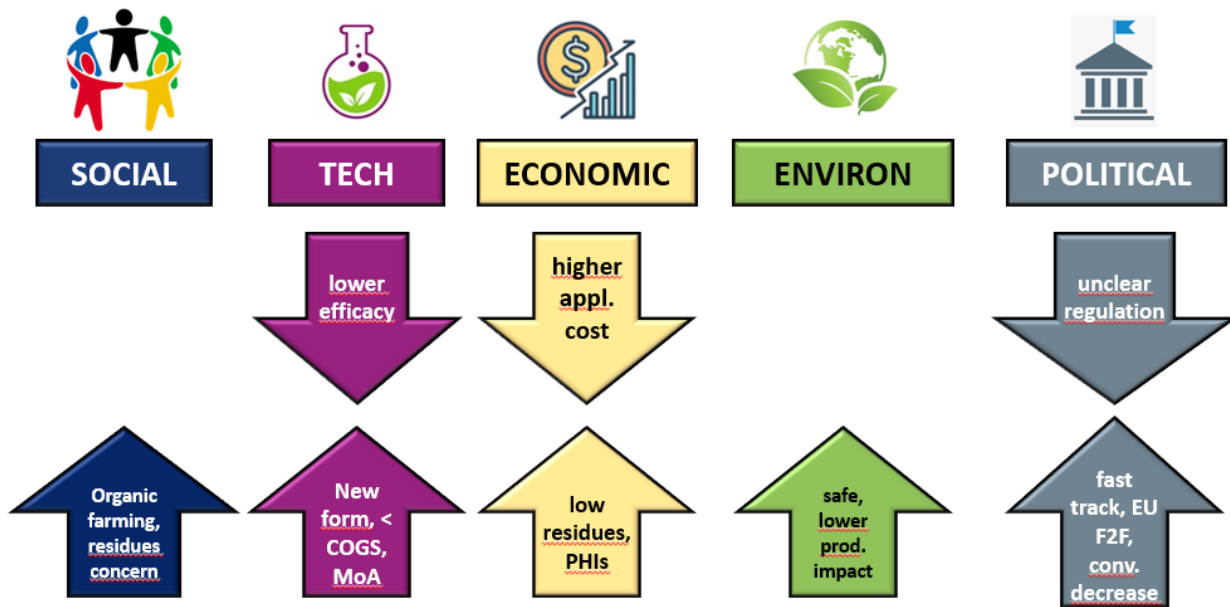 SOCIAL
TECH
ECONOMIC
ENVIRON
POLITICAL
lower
efficacy
higher
appl.
cost
unclear
regulation
Organic
farming,
residues
concern
New
form, <
COGS,
MoA
low
residues,
PHIs
safe,
lower
prod.
impact
fast
track, EU
F2F,
conv.
decrease